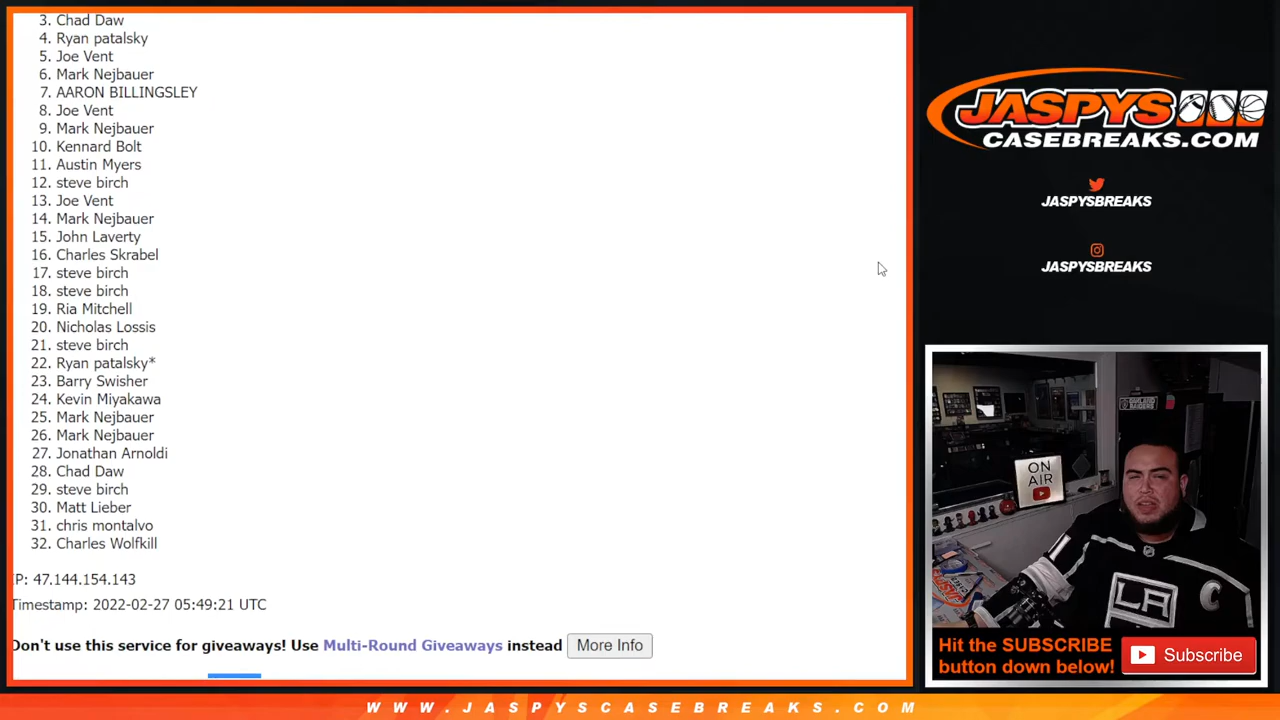 3. Chad Daw
4. Ryan patalsky
5. Joe Vent
6. Mark Nejbauer
7. AARON BILLINGSLEY
8. Joe Vent
9. Mark Nejbauer
10. Kennard Bolt
11. Austin Myers
12. steve birch
13. Joe Vent
14. Mark Nejbauer
15. John Laverty
16. Charles Skrabel
17. steve birch
18. steve birch
19. Ria Mitchell
20. Nicholas Lossis
21. steve birch
22. Ryan patalsky*
23. Barry Swisher
24. Kevin Miyakawa
25. Mark Nejbauer
26. Mark Nejbauer
27. Jonathan Arnoldi
28. Chad Daw
29. steve birch
30. Matt Lieber
31. chris montalvo
32. Charles Wolfkill
IP: 47.144.154.143
Timestamp: 2022-02-27 05:49:21 UTC
Don't use this service for giveaways! Use Multi-Round Giveaways instead More Info
JASPYS
CASEBREAKS.COM
JASPYSBREAKS
JASPYSBREAKS
OAKLAND
RAIDERS
ON
AIR
LA
C
Hit the SUBSCRIBE
button down below!
Subscribe
WWW.JASPYSCASEBREAKS.COM